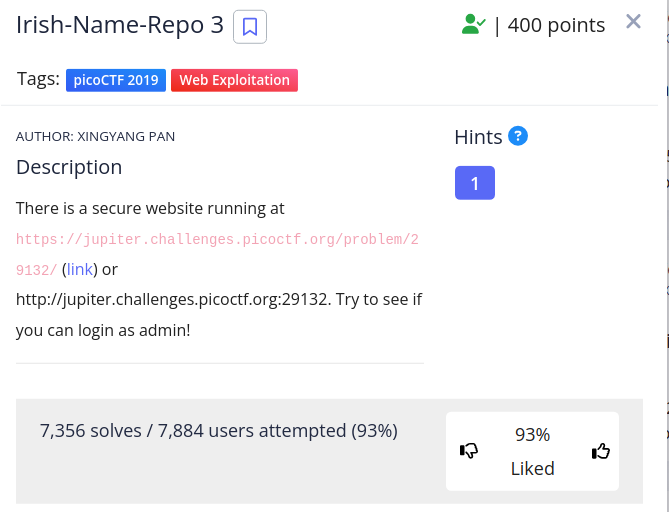 Irish-Name-Repo 3
| 400 points
Tags: picoCTF 2019 Web Exploitation
AUTHOR: XINGYANG PAN
Description
There is a secure website running at
https://jupiter.challenges.picoctf.org/problem/2
9132/ (link) or
http://jupiter.challenges.picoctf.org:29132. Try to see if
you can login as admin!
Hints ?
1
7,356 solves / 7,884 users attempted (93%)
93%
Liked